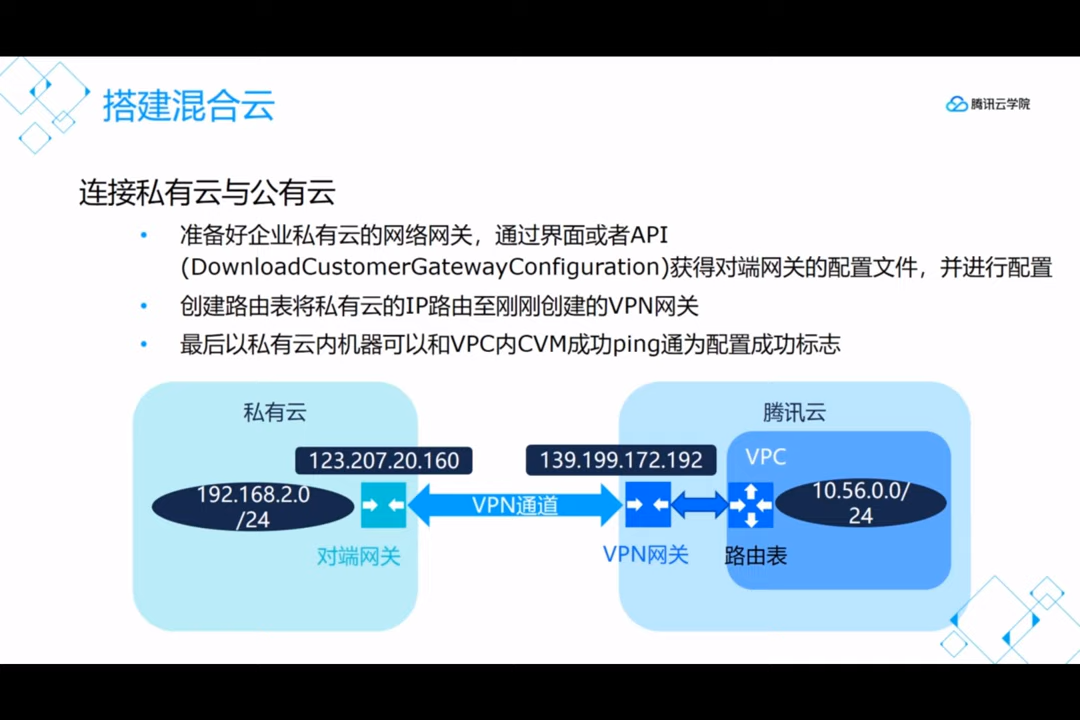 搭建混合云
腾讯云学院
连接私有云与公有云
• 准备好企业私有云的网络网关，通过界面或者API
(DownloadCustomerGatewayConfiguration)获得对端网关的配置文件，并进行配置
• 创建路由表将私有云的IP路由至刚刚创建的VPN网关
• 最后以私有云内机器可以和VPC内CVM成功ping通为配置成功标志
私有云
腾讯云
123.207.20.160
139.199.172.192
VPC
192.168.2.0
/24
VPN通道
10.56.0.0/
24
对端网关
VPN网关
路由表